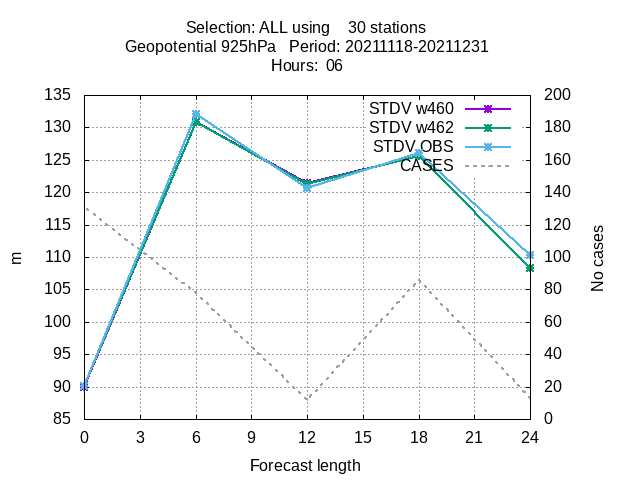 Selection: ALL using    30 stations
Geopotential 925hPa   Period: 20211118-20211231
Hours:  06
135
130
125
120
115
110
105
100
95
90
85
m
200
180
160
140
120
100
80
60
40
20
0
No cases
STDV w460
STDV w462
STDV OBS
CASES
0 3 6 9 12 15 18 21 24
Forecast length